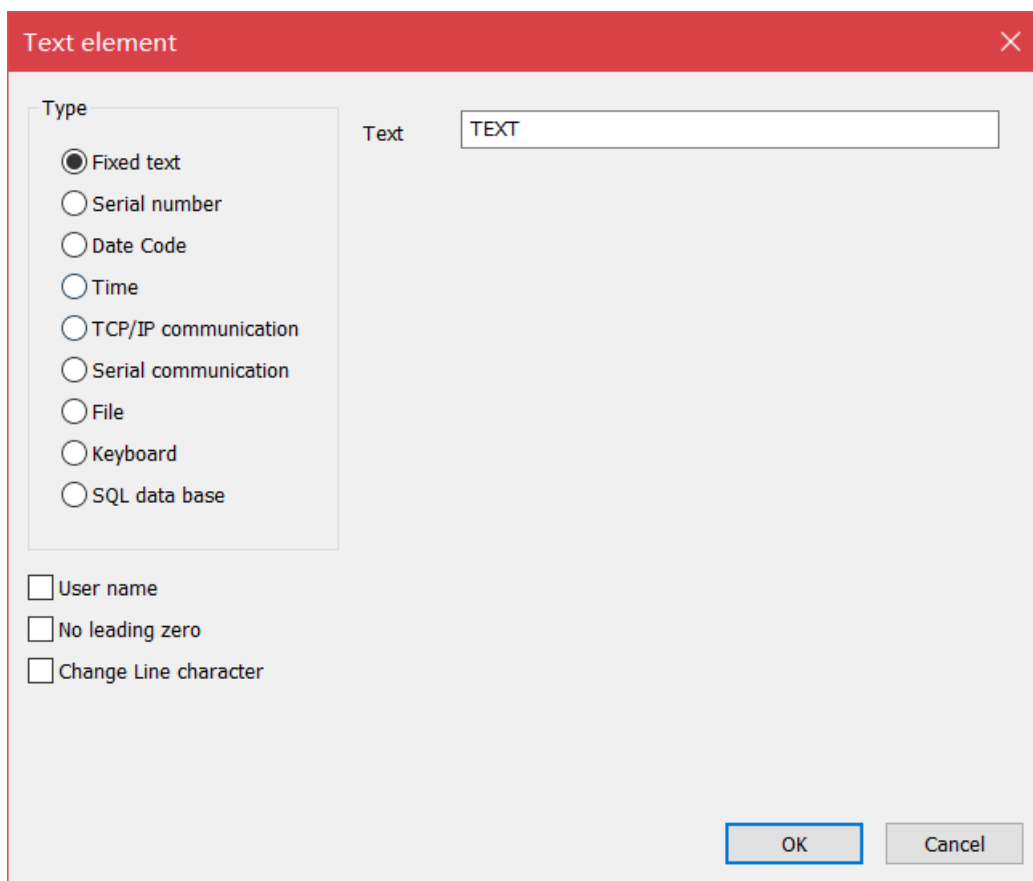 Text element
Type
Fixed text
Serial number
Date Code
Time
TCP/IP communication
Serial communication
File
Keyboard
SQL data base
Text
TEXT
User name
No leading zero
Change Line character
OK
Cancel